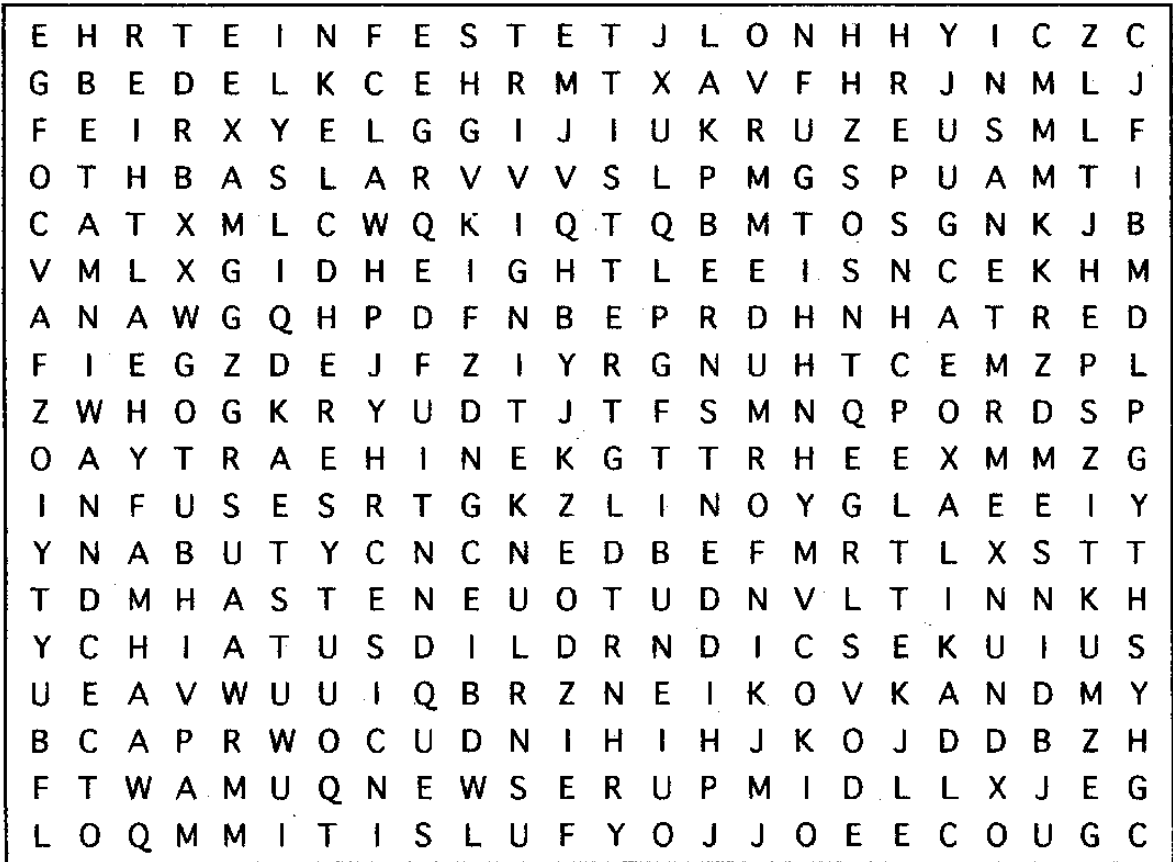 E H R T E I N F E S T E T J L O N H H Y I C Z C
G B E D E L K C E H R M T X A V F H R J N M L J
F E I R X Y E L G G I J I U K R U Z E U S M L F
O T H B A S L A R V V V S L P M G S P U A M T I
C A T X M L C W Q K I Q T Q B M T O S G N K J B
V M L X G I D H E I G H T L E E I S N C E K H M
A N A W G Q H P D F N B E P R D H N H A T R E D
F I E G Z D E J F Z I Y R G N U H T C E M Z P L
Z W H O G K R Y U D T J T F S M N Q P O R D S P
O A Y T R A E H I N E K G T T R H E E X M M Z G
I N F U S E S R T G K Z L I N O Y G L A E E I Y
Y N A B U T Y C N C N E D B E F M R T L X S T T
T D M H A S T E N E U O T U D N V L T I N N K H
Y C H I A T U S D I L D R N D I C S E K U I U S
U E A V W U U I Q B R Z N E I K O V K A N D M Y
B C A P R W O C U D N I H I H J K O J D D B Z H
F T W A M U Q N E W S E R U P M I D L L X J E G
L O Q M M I T I S L U F Y O J J O E E C O U G C